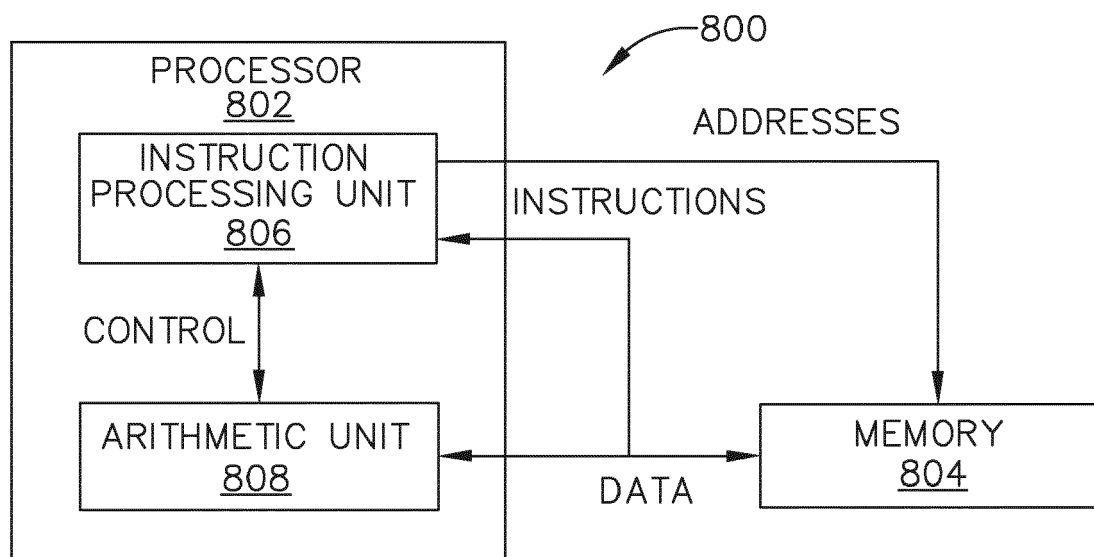 800
PROCESSOR
802
ADDRESSES
INSTRUCTION
PROCESSING UNIT
806
INSTRUCTIONS
CONTROL
ARITHMETIC UNIT
808
MEMORY
804
DATA